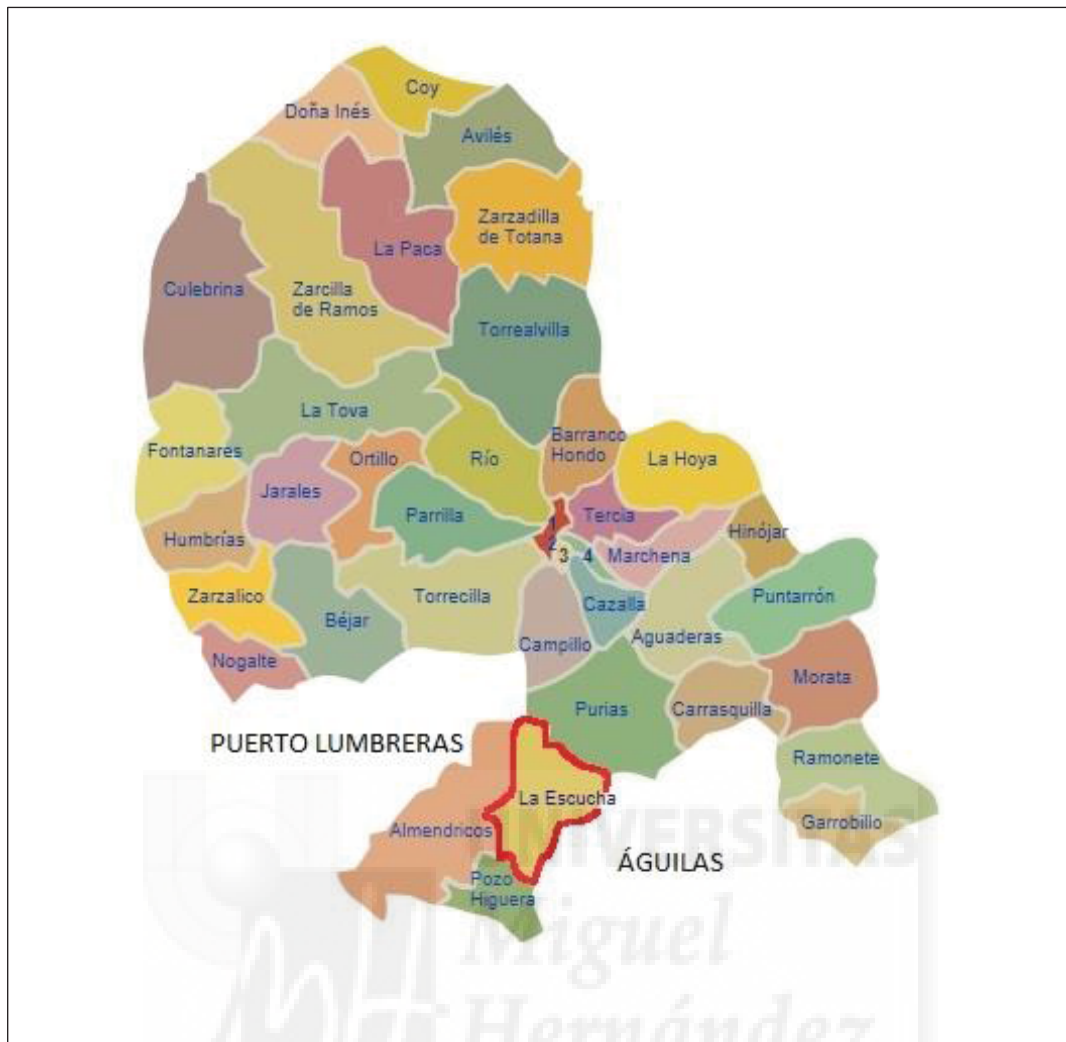 Coy
Doña Inés
Avilés
Zarzadilla
de Totana
La Paca
Culebrina
Zarcilla
de Ramos
Torrealvilla
La Tova
Fontanares
Ortillo
Río
Barranco
Hondo
La Hoya
Jarales
Parrilla
1
Tercia
Humbrías
2
3
4
Marchena
Hinójar
Zarzalico
Béjar
Torrecilla
Cazalla
Puntarrón
Campillo
Aguaderas
Nogalte
Morata
Purias
Carrasquilla
PUERTO LUMBRERAS
Ramonete
La Escucha
Almendricos
Garrobillo
ÁGUILAS
Pozo
Higuera
UNIVERSITAS
Miguel
Hernández